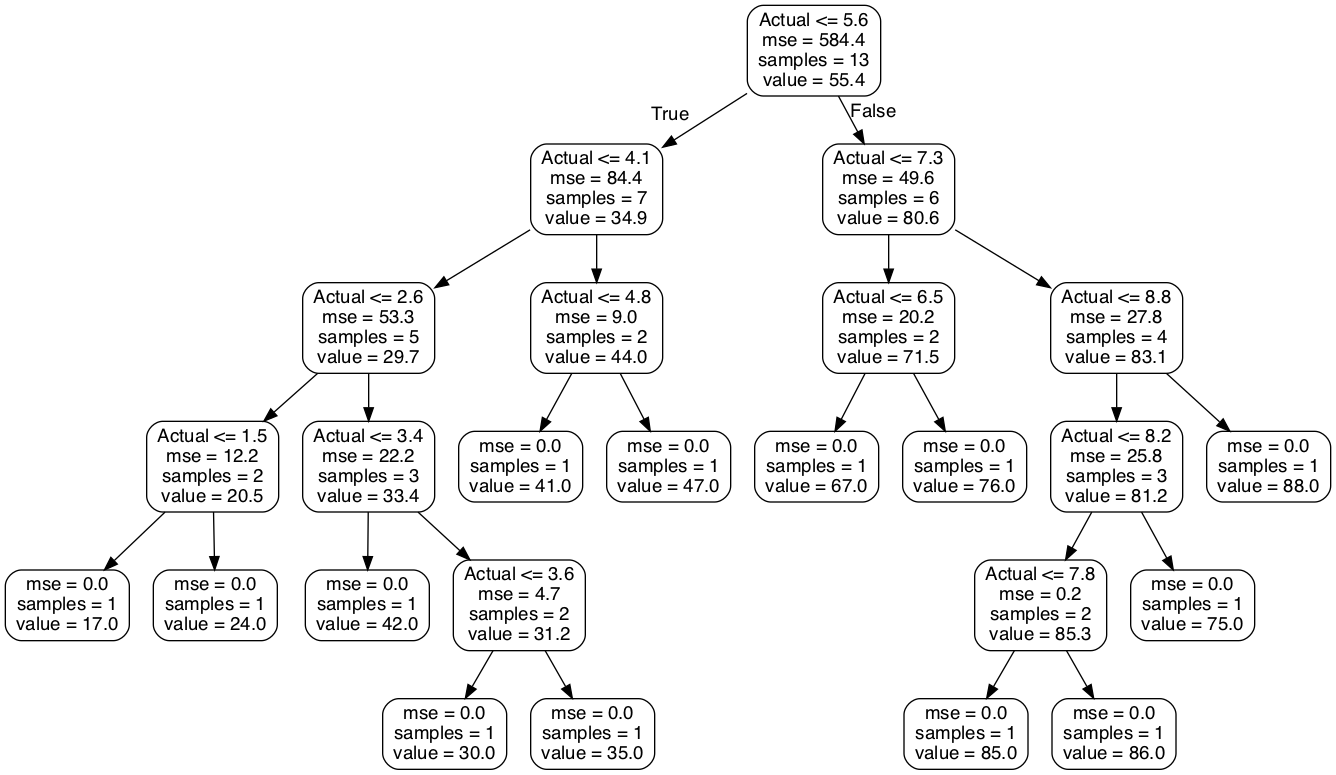 Actual <= 5.6
mse = 584.4
samples = 13
value = 55.4
True
False
Actual <= 4.1
mse = 84.4
samples = 7
value = 34.9
Actual <= 7.3
mse = 49.6
samples = 6
value = 80.6
Actual <= 2.6
mse = 53.3
samples = 5
value = 29.7
Actual <= 4.8
mse = 9.0
samples = 2
value = 44.0
Actual <= 6.5
mse = 20.2
samples = 2
value = 71.5
Actual <= 8.8
mse = 27.8
samples = 4
value = 83.1
Actual <= 1.5
mse = 12.2
samples = 2
value = 20.5
Actual <= 3.4
mse = 22.2
samples = 3
value = 33.4
mse = 0.0
samples = 1
value = 41.0
mse = 0.0
samples = 1
value = 47.0
mse = 0.0
samples = 1
value = 67.0
mse = 0.0
samples = 1
value = 76.0
Actual <= 8.2
mse = 25.8
samples = 3
value = 81.2
mse = 0.0
samples = 1
value = 88.0
mse = 0.0
samples = 1
value = 17.0
mse = 0.0
samples = 1
value = 24.0
mse = 0.0
samples = 1
value = 42.0
Actual <= 3.6
mse = 4.7
samples = 2
value = 31.2
Actual <= 7.8
mse = 0.2
samples = 2
value = 85.3
mse = 0.0
samples = 1
value = 75.0
mse = 0.0
samples = 1
value = 30.0
mse = 0.0
samples = 1
value = 35.0
mse = 0.0
samples = 1
value = 85.0
mse = 0.0
samples = 1
value = 86.0